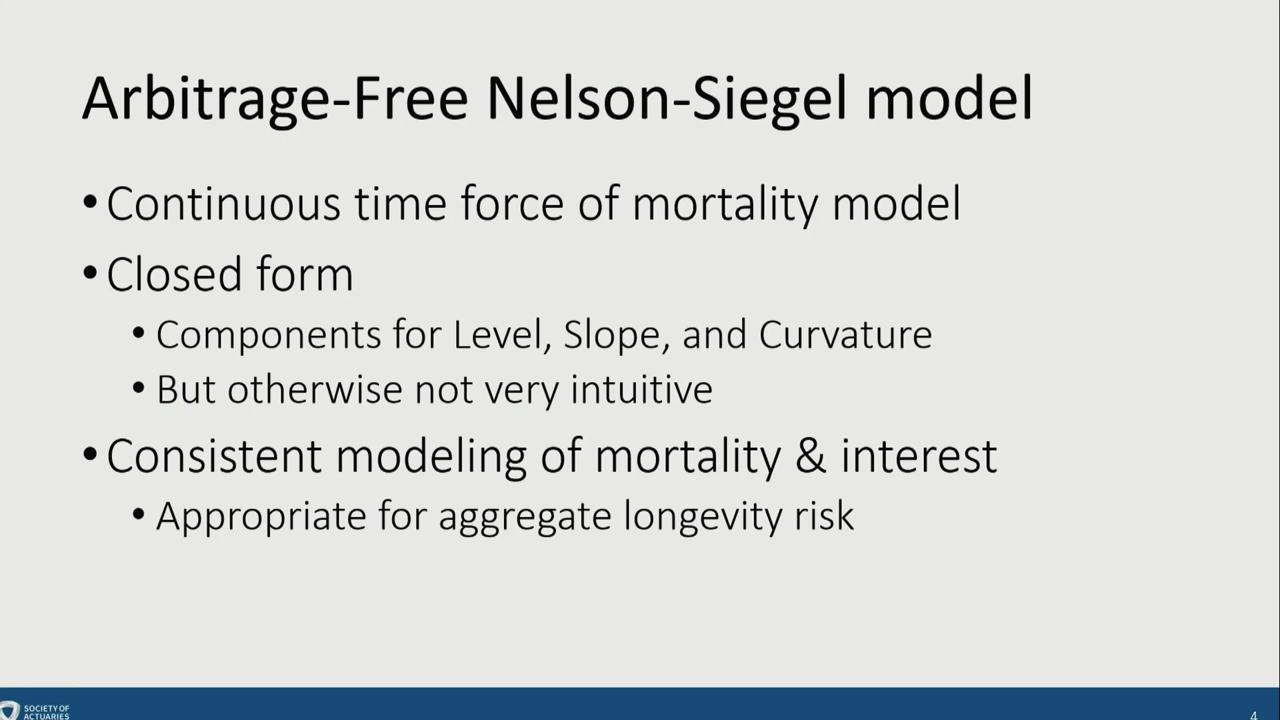 Arbitrage-Free Nelson-Siegel model
• Continuous time force of mortality model
• Closed form
• Components for Level, Slope, and Curvature
• But otherwise not very intuitive
• Consistent modeling of mortality & interest
• Appropriate for aggregate longevity risk
SOCIETY OF
ACTUARIES
4